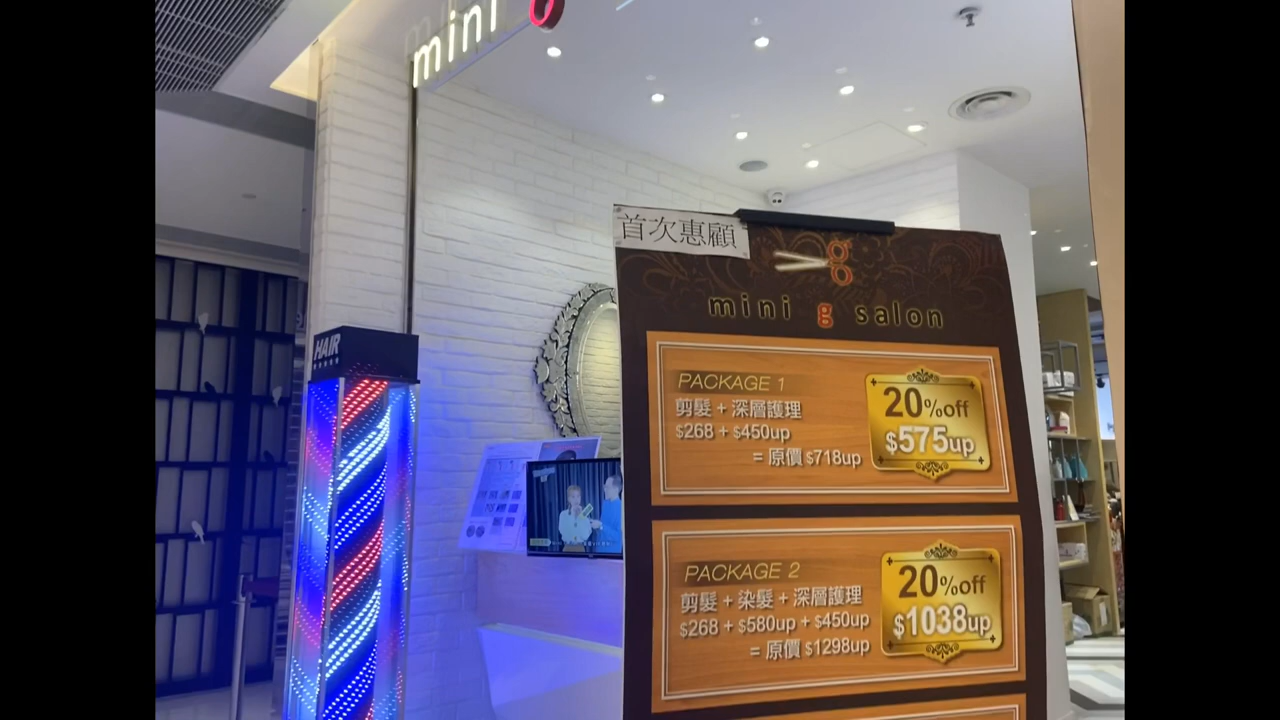 mini g
首次惠顧
g
mini g salon
PACKAGE 1
剪髮 + 深層護理
$268 + $450up
= 原價 $718up
20%off
$575up
PACKAGE 2
剪髮 + 染髮 + 深層護理
$268 + $580up + $450up
= 原價 $1298up
20%off
$1038up
HAIR